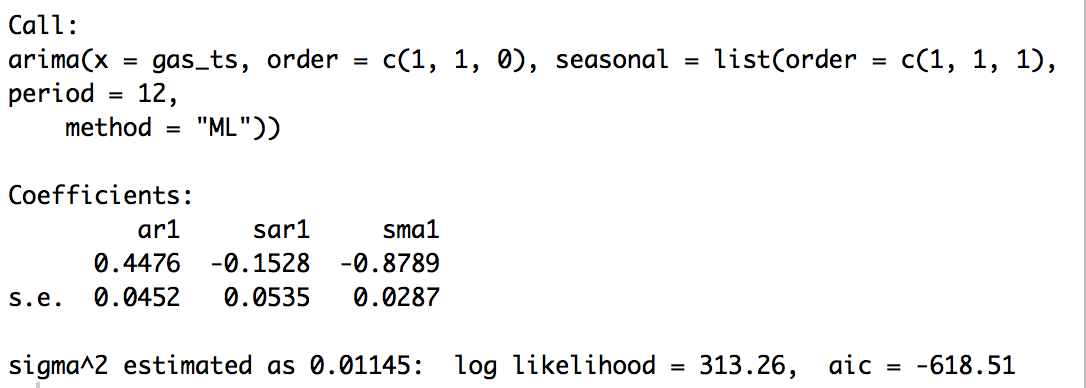 Call:
arima(x = gas_ts, order = c(1, 1, 0), seasonal = list(order = c(1, 1, 1),
period = 12,
    method = "ML"))

Coefficients:
         ar1     sar1     sma1
      0.4476  -0.1528  -0.8789
s.e.  0.0452   0.0535   0.0287

sigma^2 estimated as 0.01145:  log likelihood = 313.26,  aic = -618.51